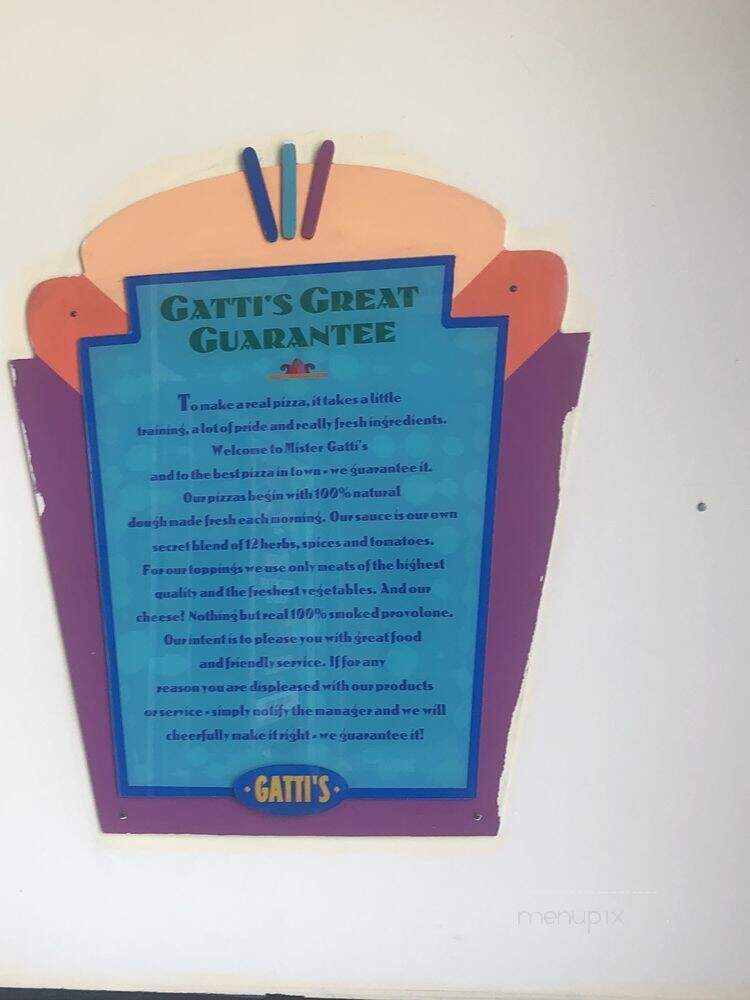 GATTI'S GREAT
GUARANTEE
To make a real pizza, it takes a little
training, a lot of pride and really fresh ingredients.
Welcome to Mister Gatti's
and to the best pizza in town - we guarantee it.
Our pizzas begin with 100% natural
dough made fresh each morning. Our sauce is our own
secret blend of 12 herbs, spices and tomatoes.
For our toppings we use only meats of the highest
quality and the freshest vegetables. And our
cheese? Nothing but real 100% smoked provolone.
Our intent is to please you with great food
and friendly service. If for any
reason you are displeased with our products
or service - simply notify the manager and we will
cheerfully make it right - we guarantee it!
·GATTI'S·
menupix